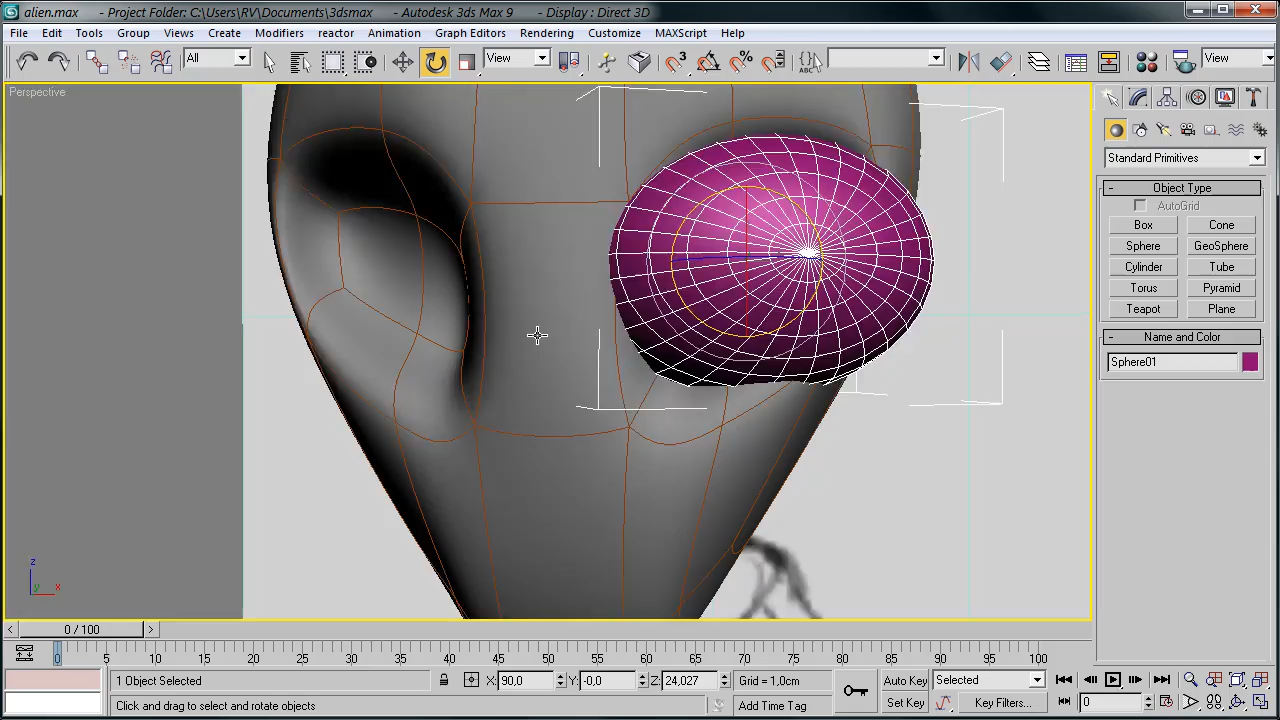 alien.max - Project Folder: C:\Users\RV\Documents\3dsmax - Autodesk 3ds Max 9 - Display : Direct 3D
File Edit Tools Group Views Create Modifiers reactor Animation Graph Editors Rendering Customize MAXScript Help
All View 3 % ABC View
Perspective
Standard Primitives
- Object Type
AutoGrid
Box Cone
Sphere GeoSphere
Cylinder Tube
Torus Pyramid
Teapot Plane
- Name and Color
Sphere01
z
y x
< 0 / 100 >
0 5 10 15 20 25 30 35 40 45 50 55 60 65 70 75 80 85 90 95 100
1 Object Selected X: 90,0 Y: -0,0 Z: 24,027 Grid = 1,0cm Auto Key Selected
Click and drag to select and rotate objects Add Time Tag Set Key Key Filters... 0